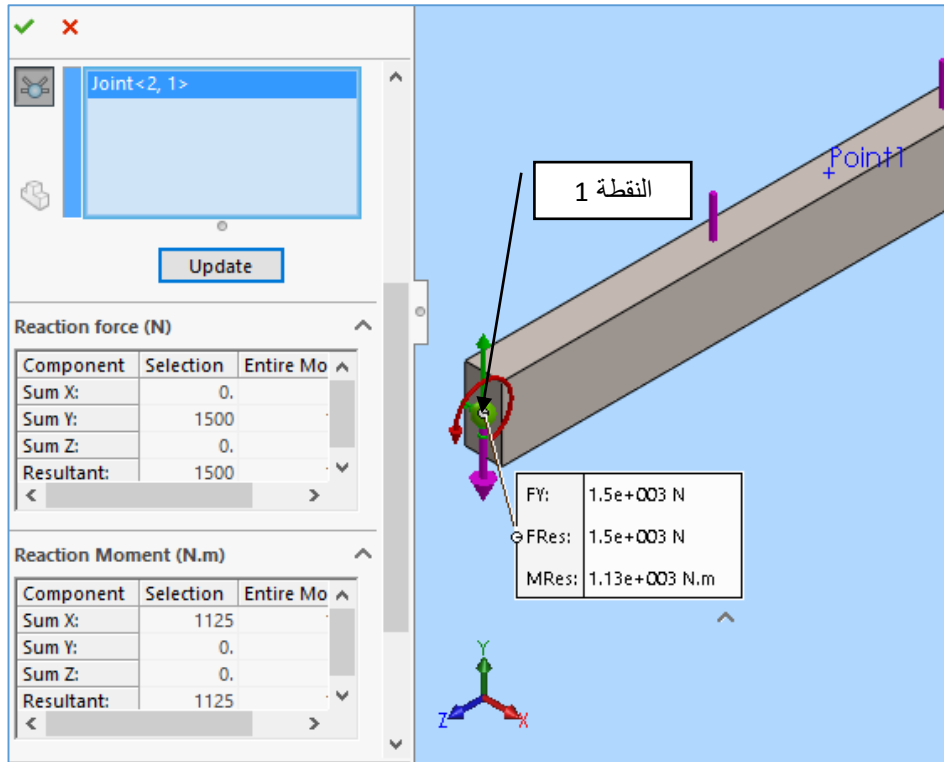 Joint<2, 1>
Update
Reaction force (N)
Component Selection Entire Mo
Sum X: 0.
Sum Y: 1500
Sum Z: 0.
Resultant: 1500
Reaction Moment (N.m)
Component Selection Entire Mo
Sum X: 1125
Sum Y: 0.
Sum Z: 0.
Resultant: 1125
Point1
النقطة 1
FY: 1.5e+003 N
FRes: 1.5e+003 N
MRes: 1.13e+003 N.m
Y
Z X